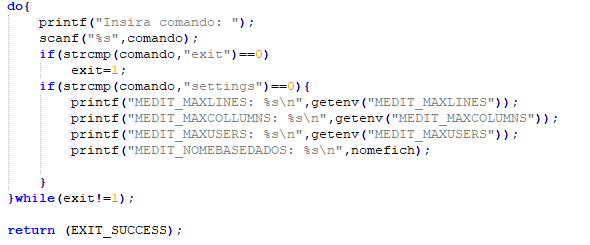 do{
printf("Insira comando: ");
scanf("%s",comando);
if(strcmp(comando,"exit")==0)
exit=1;
if(strcmp(comando,"settings")==0){
printf("MEDIT_MAXLINES: %s\n",getenv("MEDIT_MAXLINES"));
printf("MEDIT_MAXCOLLUMNS: %s\n",getenv("MEDIT_MAXCOLUMNS"));
printf("MEDIT_MAXUSERS: %s\n",getenv("MEDIT_MAXUSERS"));
printf("MEDIT_NOMEBASEDADOS: %s\n",nomefich);
}
}while(exit!=1);
return (EXIT_SUCCESS);